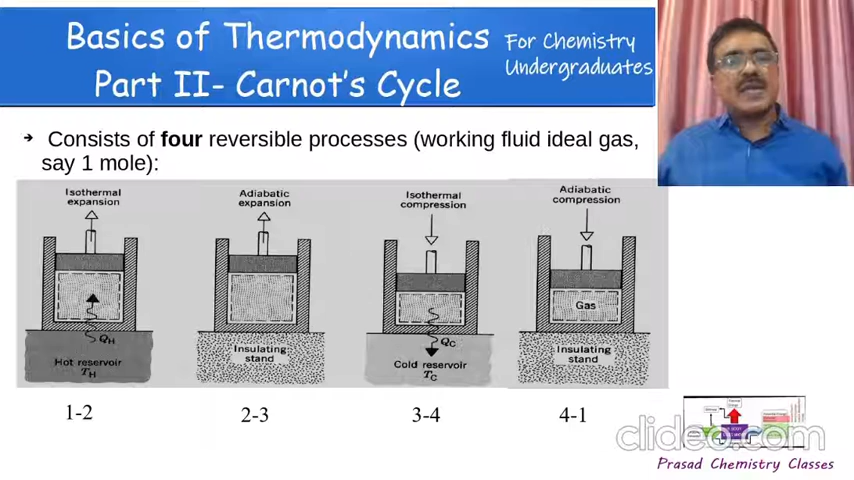 Basics of Thermodynamics
Part II- Carnot's Cycle
For Chemistry
Undergraduates
Consists of four reversible processes (working fluid ideal gas,
say 1 mole):
Isothermal
expansion
Adiabatic
expansion
Isothermal
compression
Adiabatic
compression
Gas
QH
QC
Hot reservoir
TH
Insulating
stand
Cold reservoir
TC
Insulating
stand
1-2
2-3
3-4
4-1
clideo.com
Prasad Chemistry Classes